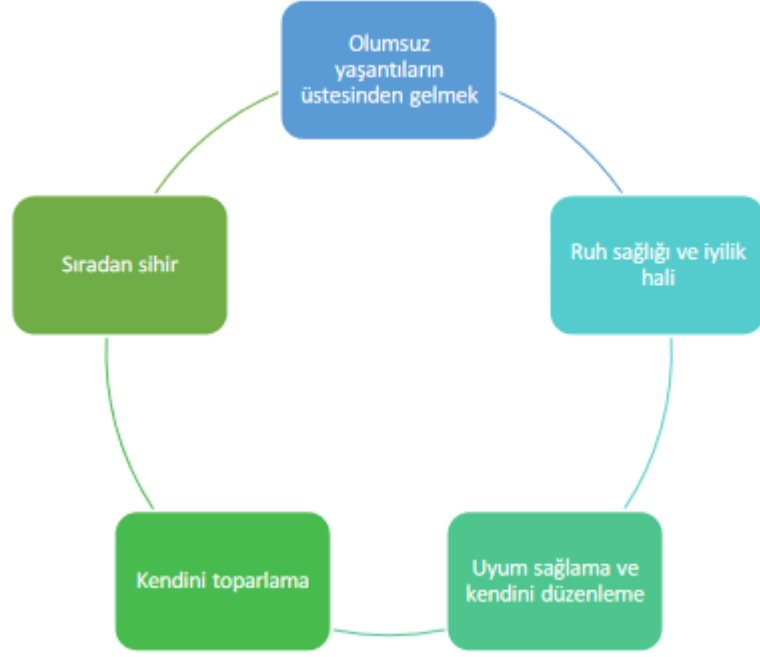 Olumsuz
yaşantıların
üstesinden gelmek
Ruh sağlığı ve iyilik
hali
Uyum sağlama ve
kendini düzenleme
Kendini toparlama
Sıradan sihir